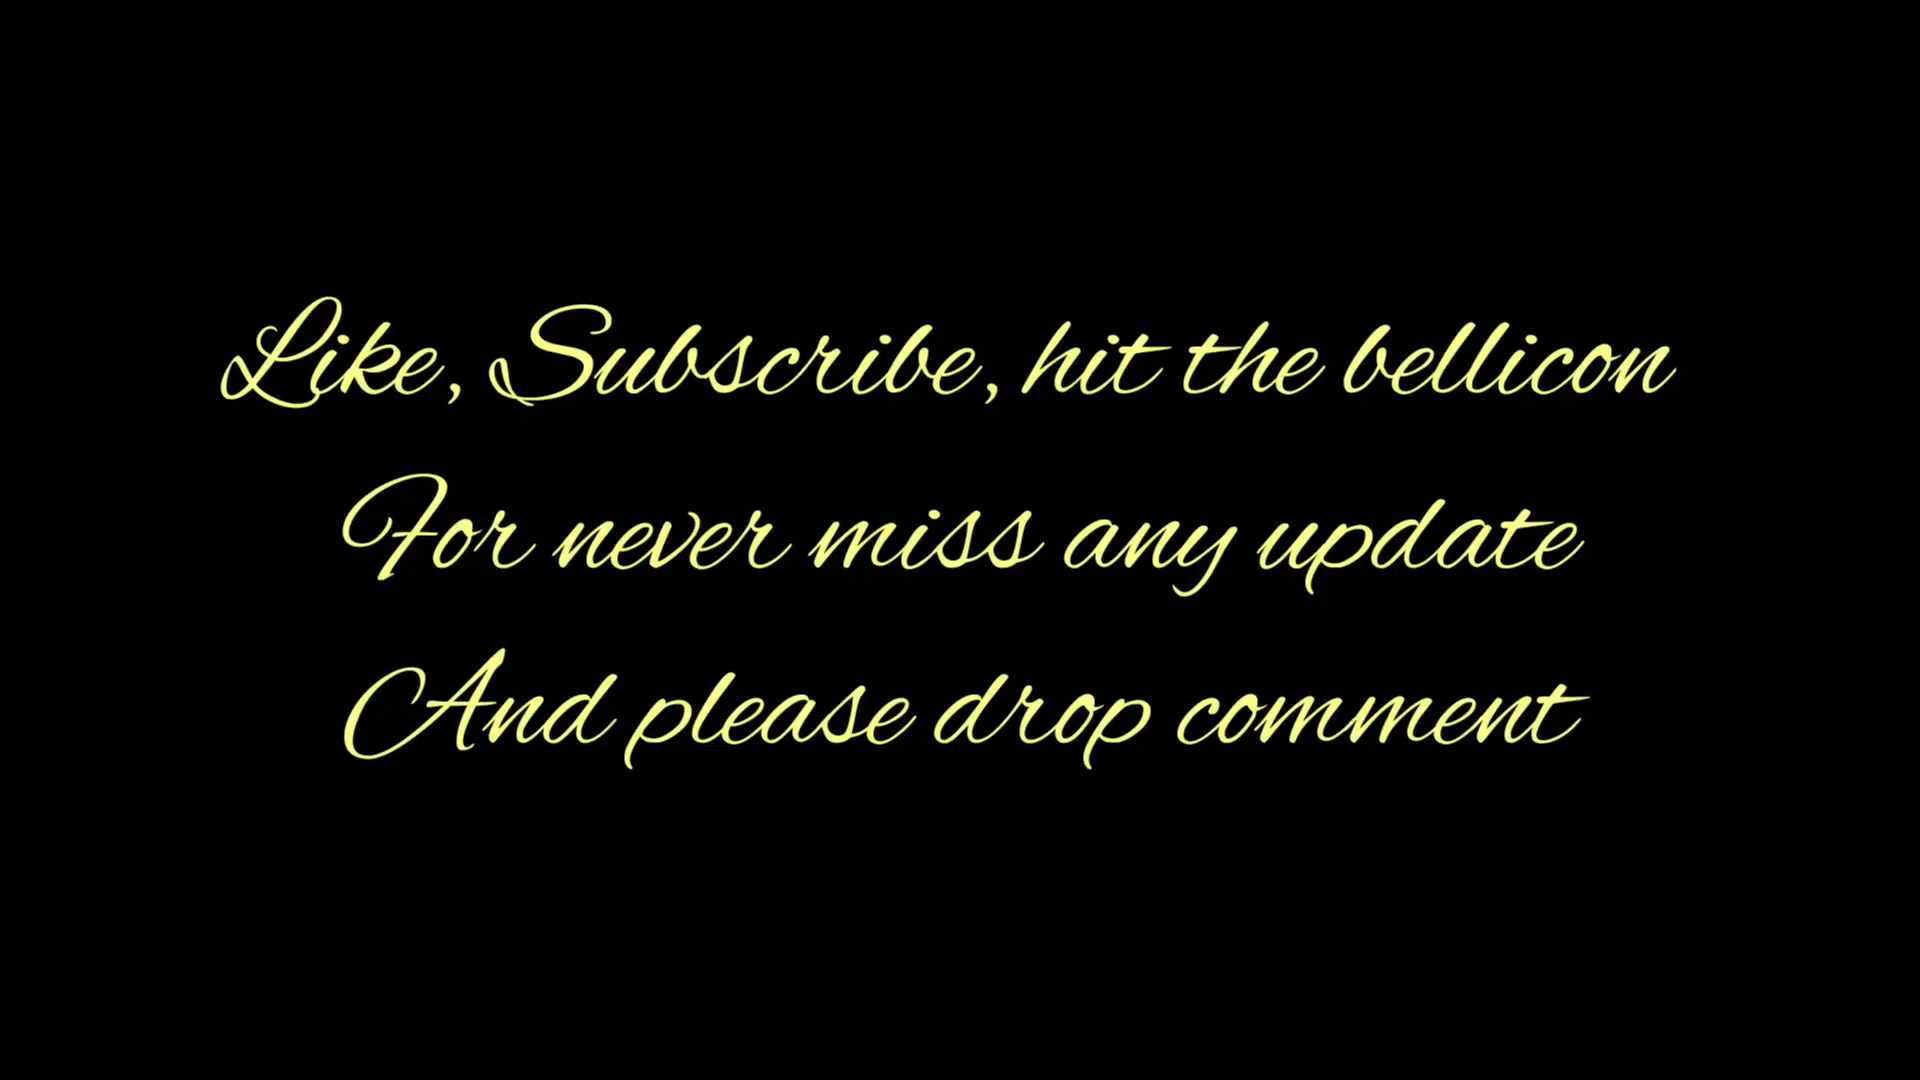 Like, Subscribe, hit the bellicon
For never miss any update
And please drop comment